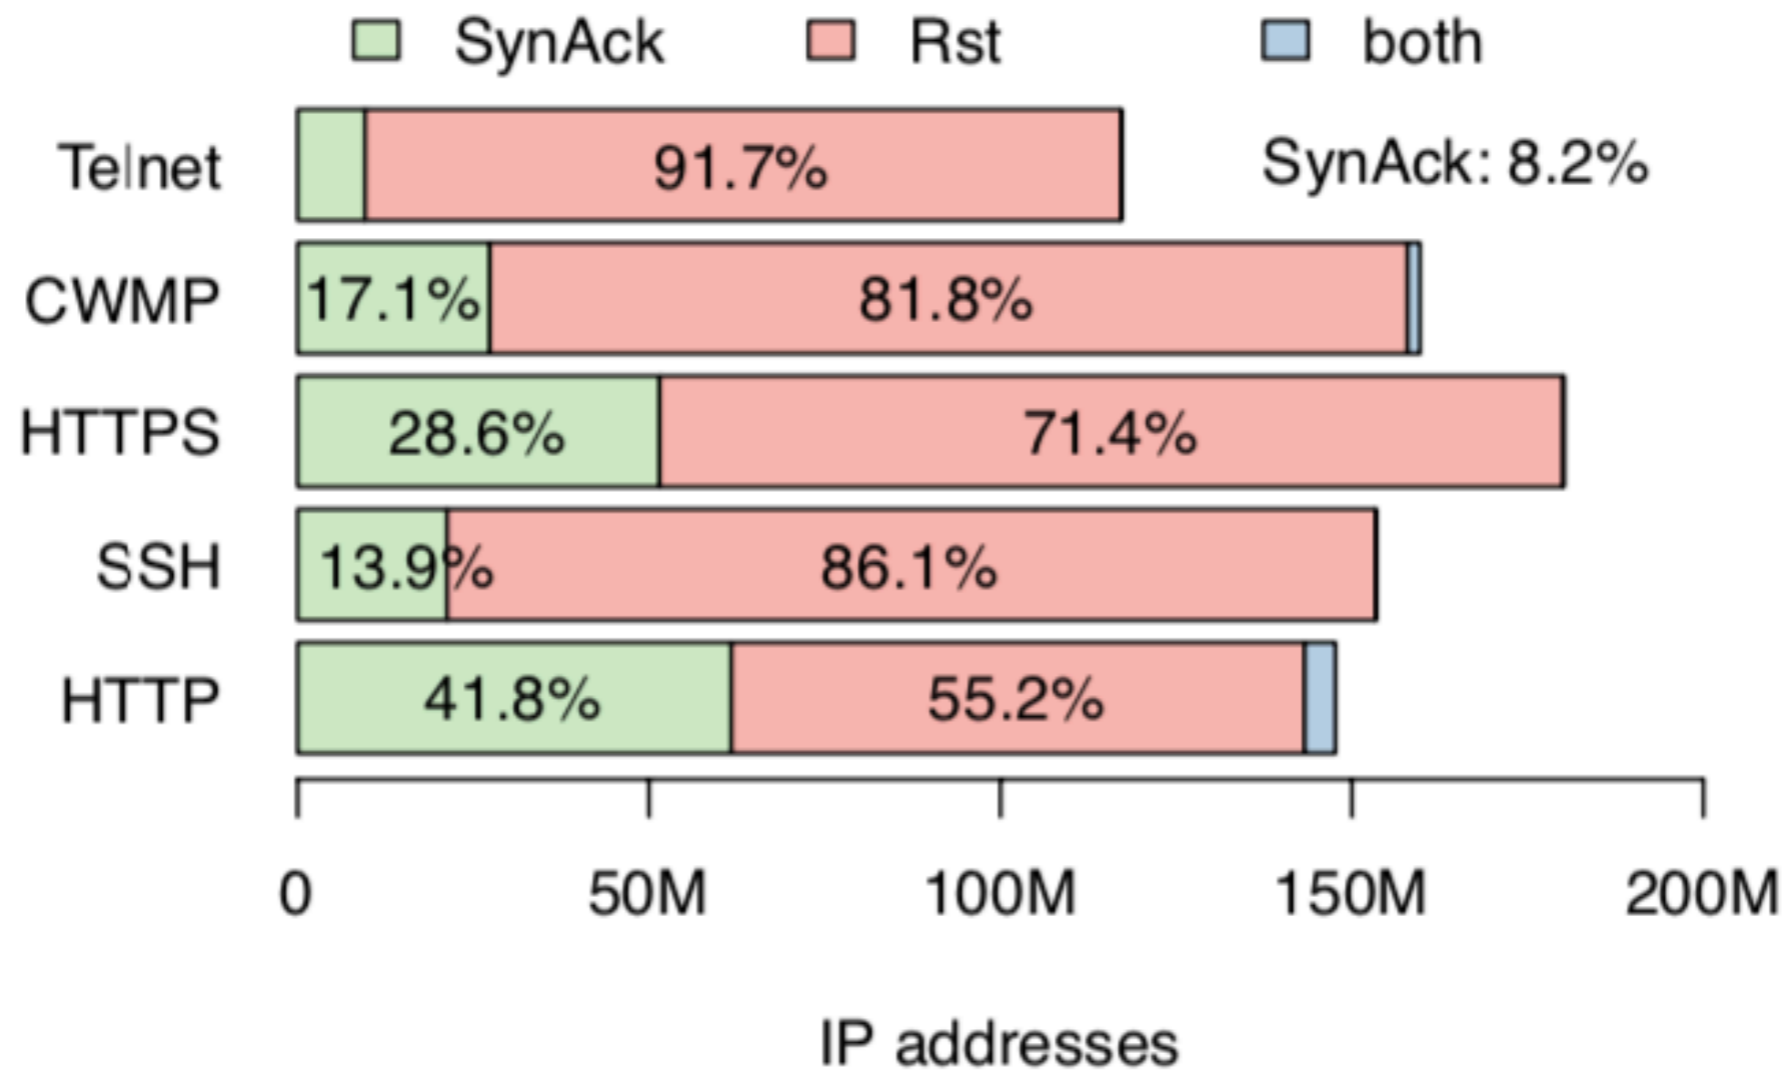 SynAck Rst both
Telnet 91.7% SynAck: 8.2%
CWMP 17.1% 81.8%
HTTPS 28.6% 71.4%
SSH 13.9% 86.1%
HTTP 41.8% 55.2%
0 50M 100M 150M 200M
IP addresses